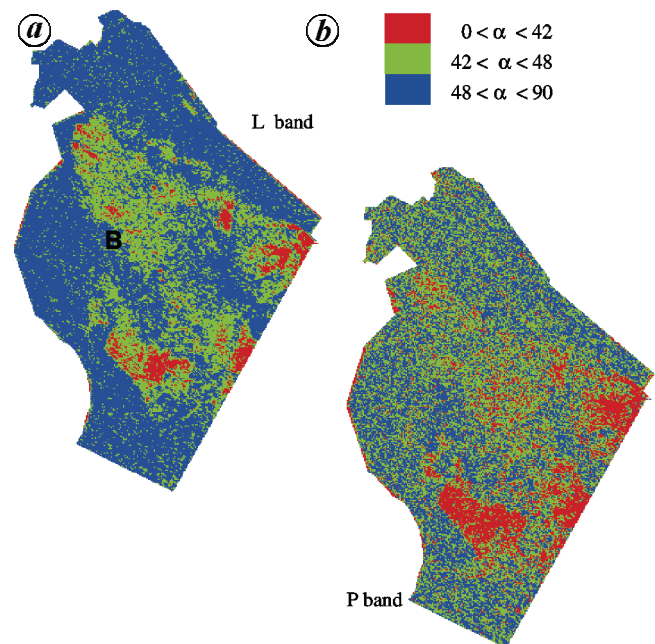 a
b
0 < α < 42
42 < α < 48
48 < α < 90
L band
B
P band